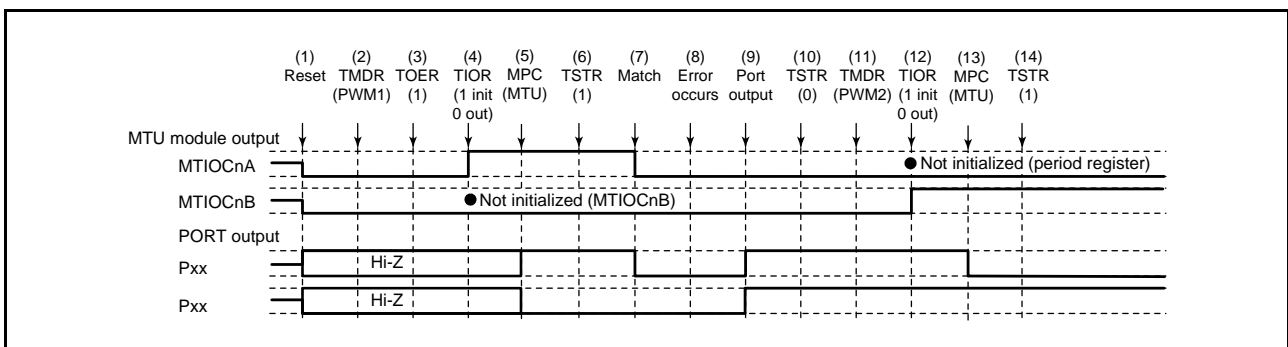 (1) (2) (3) (4) (5) (6) (7) (8) (9) (10) (11) (12) (13) (14)
Reset TMDR TOER TIOR MPC TSTR Match Error Port TSTR TMDR TIOR MPC TSTR
(PWM1) (1) (1 init (MTU) (1) occurs output (0) (PWM2) (1 init (MTU) (1)
0 out) 0 out)
MTU module output
MTIOCnA ● Not initialized (period register)
MTIOCnB ● Not initialized (MTIOCnB)
PORT output
Pxx Hi-Z
Pxx Hi-Z